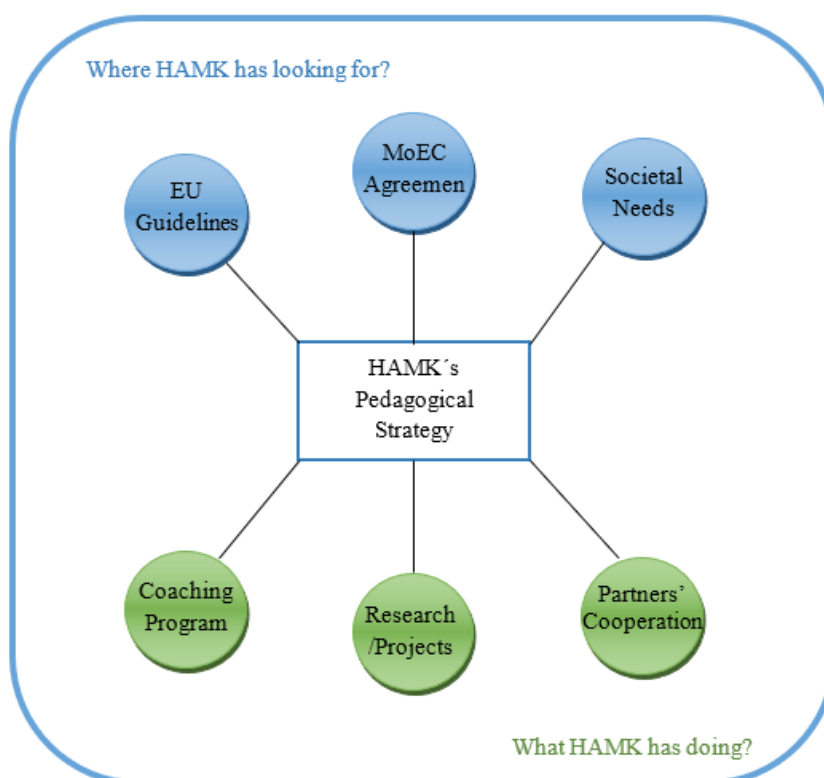 Where HAMK has looking for?
EU
Guidelines
MoEC
Agreemen
Societal
Needs
HAMK´s
Pedagogical
Strategy
Coaching
Program
Research
/Projects
Partners’
Cooperation
What HAMK has doing?